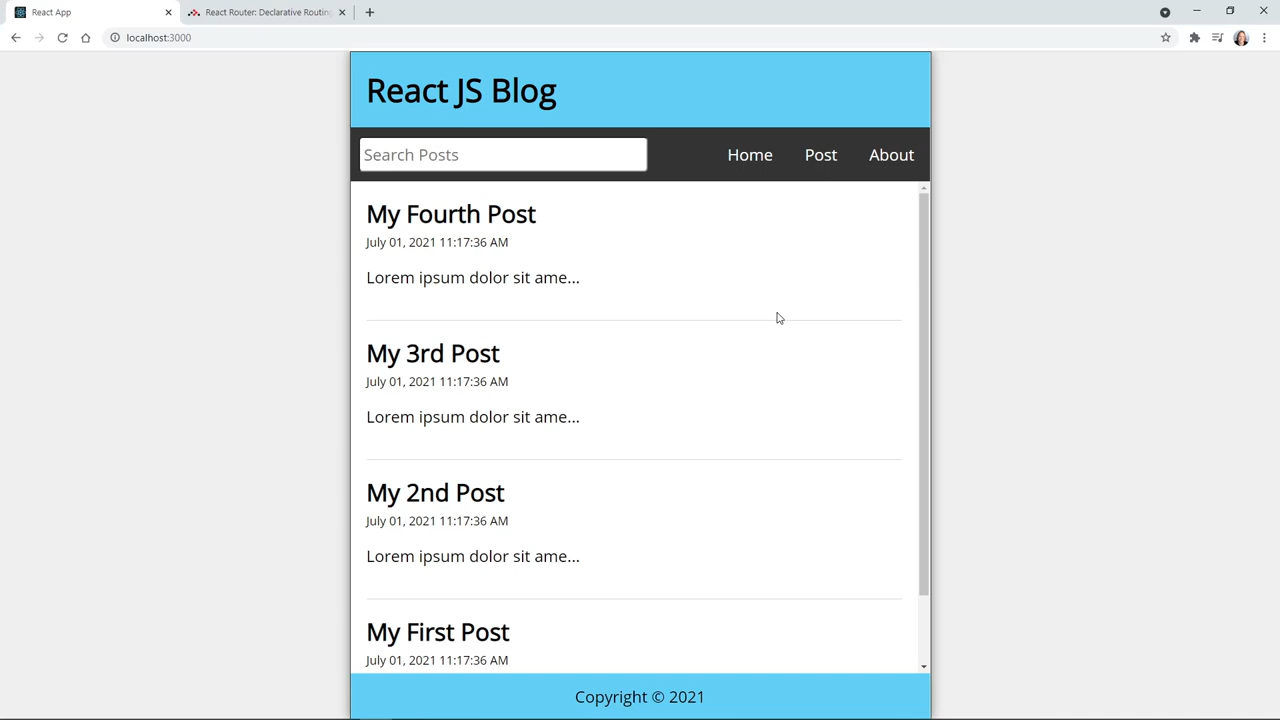 React App
React Router: Declarative Routing
localhost:3000
React JS Blog
Search Posts
Home Post About
My Fourth Post
July 01, 2021 11:17:36 AM
Lorem ipsum dolor sit ame...
My 3rd Post
July 01, 2021 11:17:36 AM
Lorem ipsum dolor sit ame...
My 2nd Post
July 01, 2021 11:17:36 AM
Lorem ipsum dolor sit ame...
My First Post
July 01, 2021 11:17:36 AM
Copyright © 2021